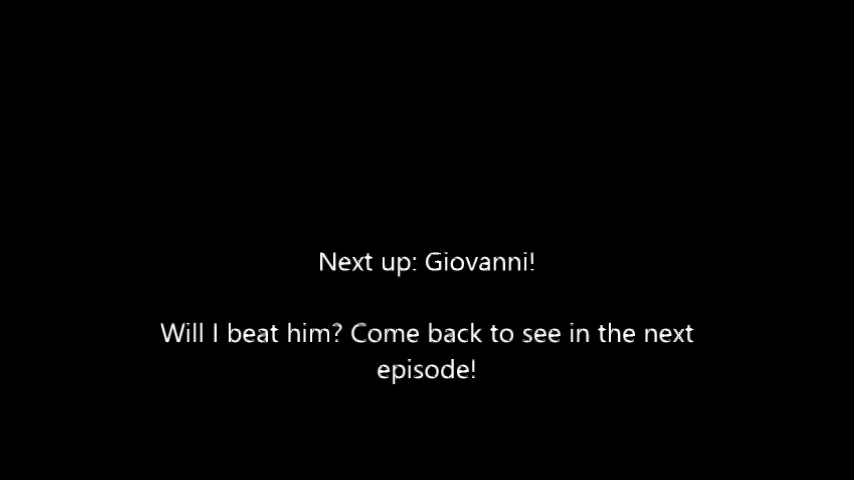 Next up: Giovanni!
Will I beat him? Come back to see in the next
episode!